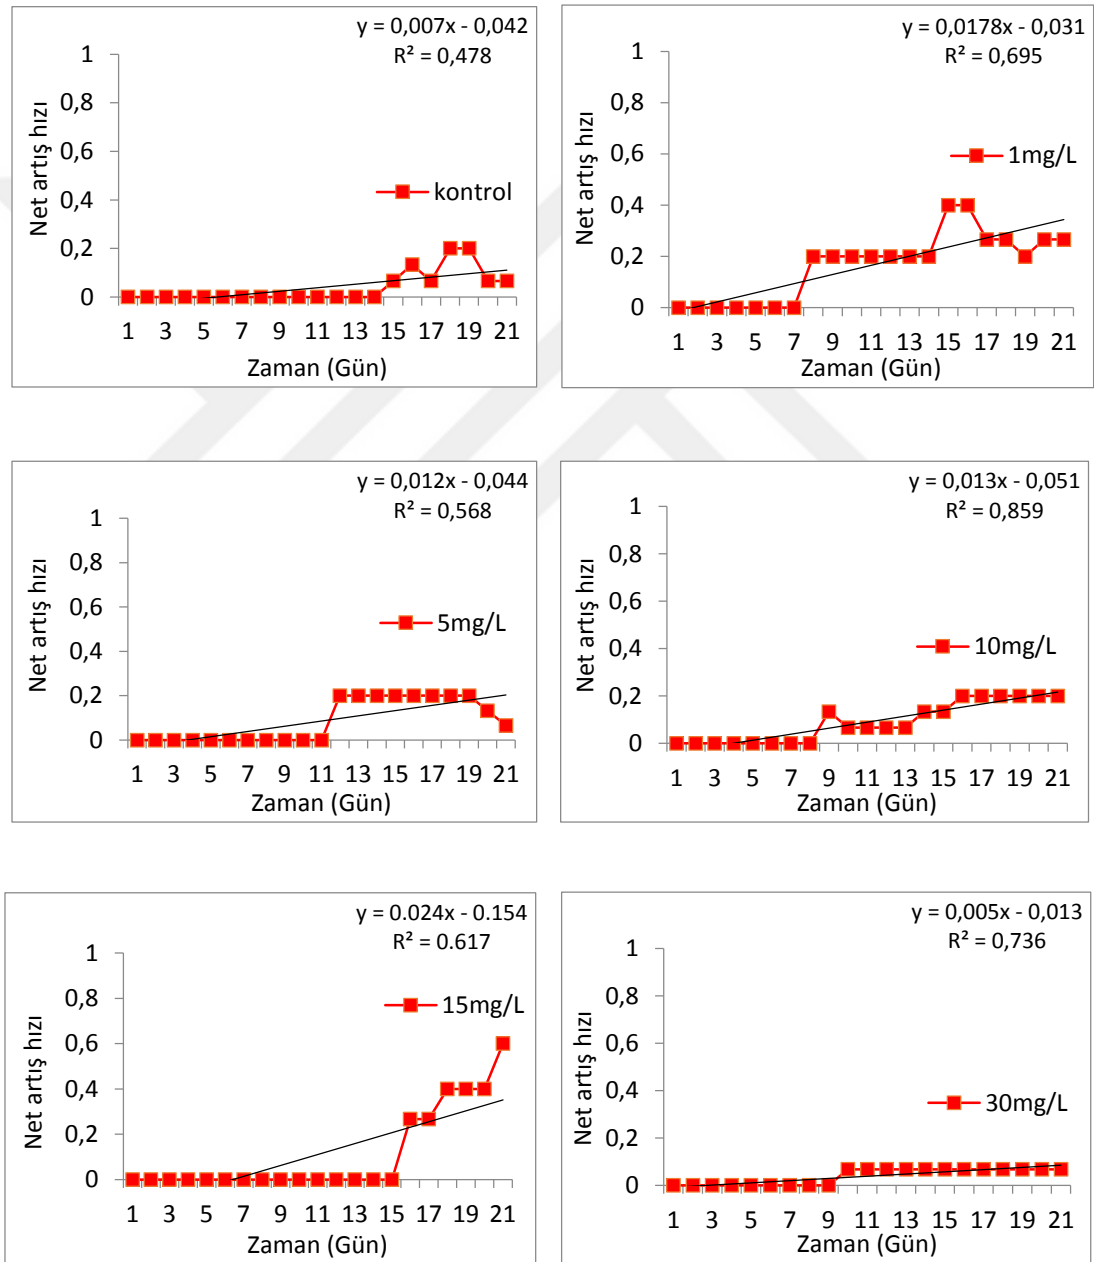 y = 0,007x - 0,042
R² = 0,478
1
0,8
0,6
0,4
0,2
0
Net artış hızı
kontrol
1 3 5 7 9 11 13 15 17 19 21
Zaman (Gün)
y = 0,0178x - 0,031
R² = 0,695
1
0,8
0,6
0,4
0,2
0
Net artış hızı
1mg/L
1 3 5 7 9 11 13 15 17 19 21
Zaman (Gün)
y = 0,012x - 0,044
R² = 0,568
1
0,8
0,6
0,4
0,2
0
Net artış hızı
5mg/L
1 3 5 7 9 11 13 15 17 19 21
Zaman (Gün)
y = 0,013x - 0,051
R² = 0,859
1
0,8
0,6
0,4
0,2
0
Net artış hızı
10mg/L
1 3 5 7 9 11 13 15 17 19 21
Zaman (Gün)
y = 0.024x - 0.154
R² = 0.617
1
0,8
0,6
0,4
0,2
0
Net artış hızı
15mg/L
1 3 5 7 9 11 13 15 17 19 21
Zaman (Gün)
y = 0,005x - 0,013
R² = 0,736
1
0,8
0,6
0,4
0,2
0
Net artış hızı
30mg/L
1 3 5 7 9 11 13 15 17 19 21
Zaman (Gün)